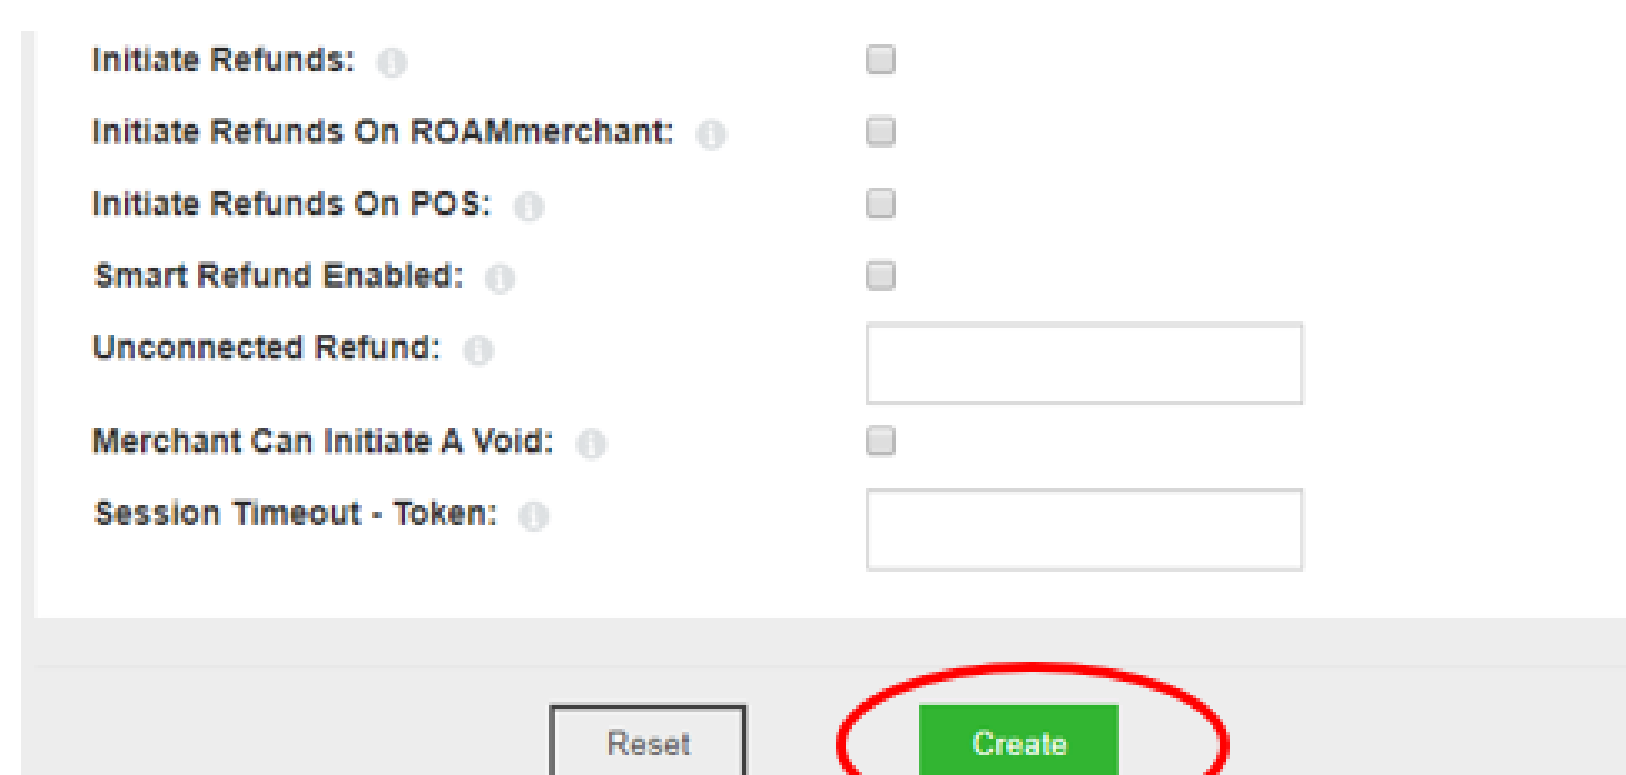 Initiate Refunds:
Initiate Refunds On ROAMmerchant:
Initiate Refunds On POS:
Smart Refund Enabled:
Unconnected Refund:
Merchant Can Initiate A Void:
Session Timeout - Token:
Reset Create